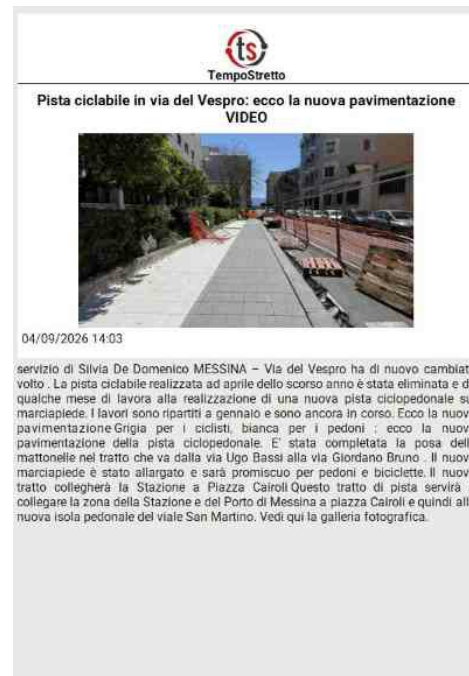 ts
TempoStretto
Pista ciclabile in via del Vespro: ecco la nuova pavimentazione
VIDEO
04/09/2026 14:03
servizio di Silvia De Domenico MESSINA – Via del Vespro ha di nuovo cambiat
volto . La pista ciclabile realizzata ad aprile dello scorso anno è stata eliminata e d
qualche mese di lavora alla realizzazione di una nuova pista ciclopedonale su
marciapiede. I lavori sono ripartiti a gennaio e sono ancora in corso. Ecco la nuov
pavimentazione Grigia per i ciclisti, bianca per i pedoni : ecco la nuov
pavimentazione della pista ciclopedonale. E' stata completata la posa dell
mattonelle nel tratto che va dalla via Ugo Bassi alla via Giordano Bruno . Il nuov
marciapiede è stato allargato e sarà promiscuo per pedoni e biciclette. Il nuov
tratto collegherà la Stazione a Piazza Cairoli Questo tratto di pista servirà
collegare la zona della Stazione e del Porto di Messina a piazza Cairoli e quindi all
nuova isola pedonale del viale San Martino. Vedi qui la galleria fotografica.